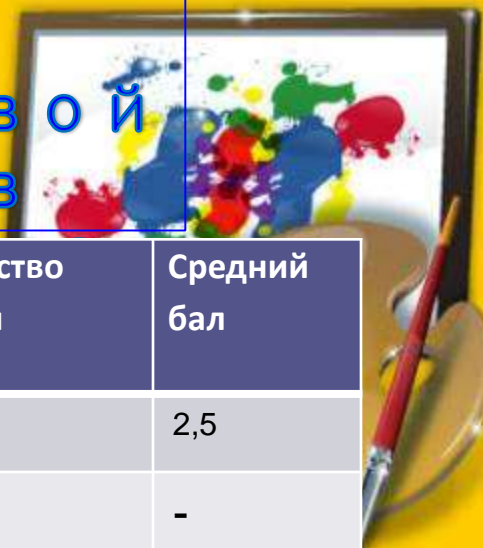 в о й
в
ство
Средний
бал
2,5
-